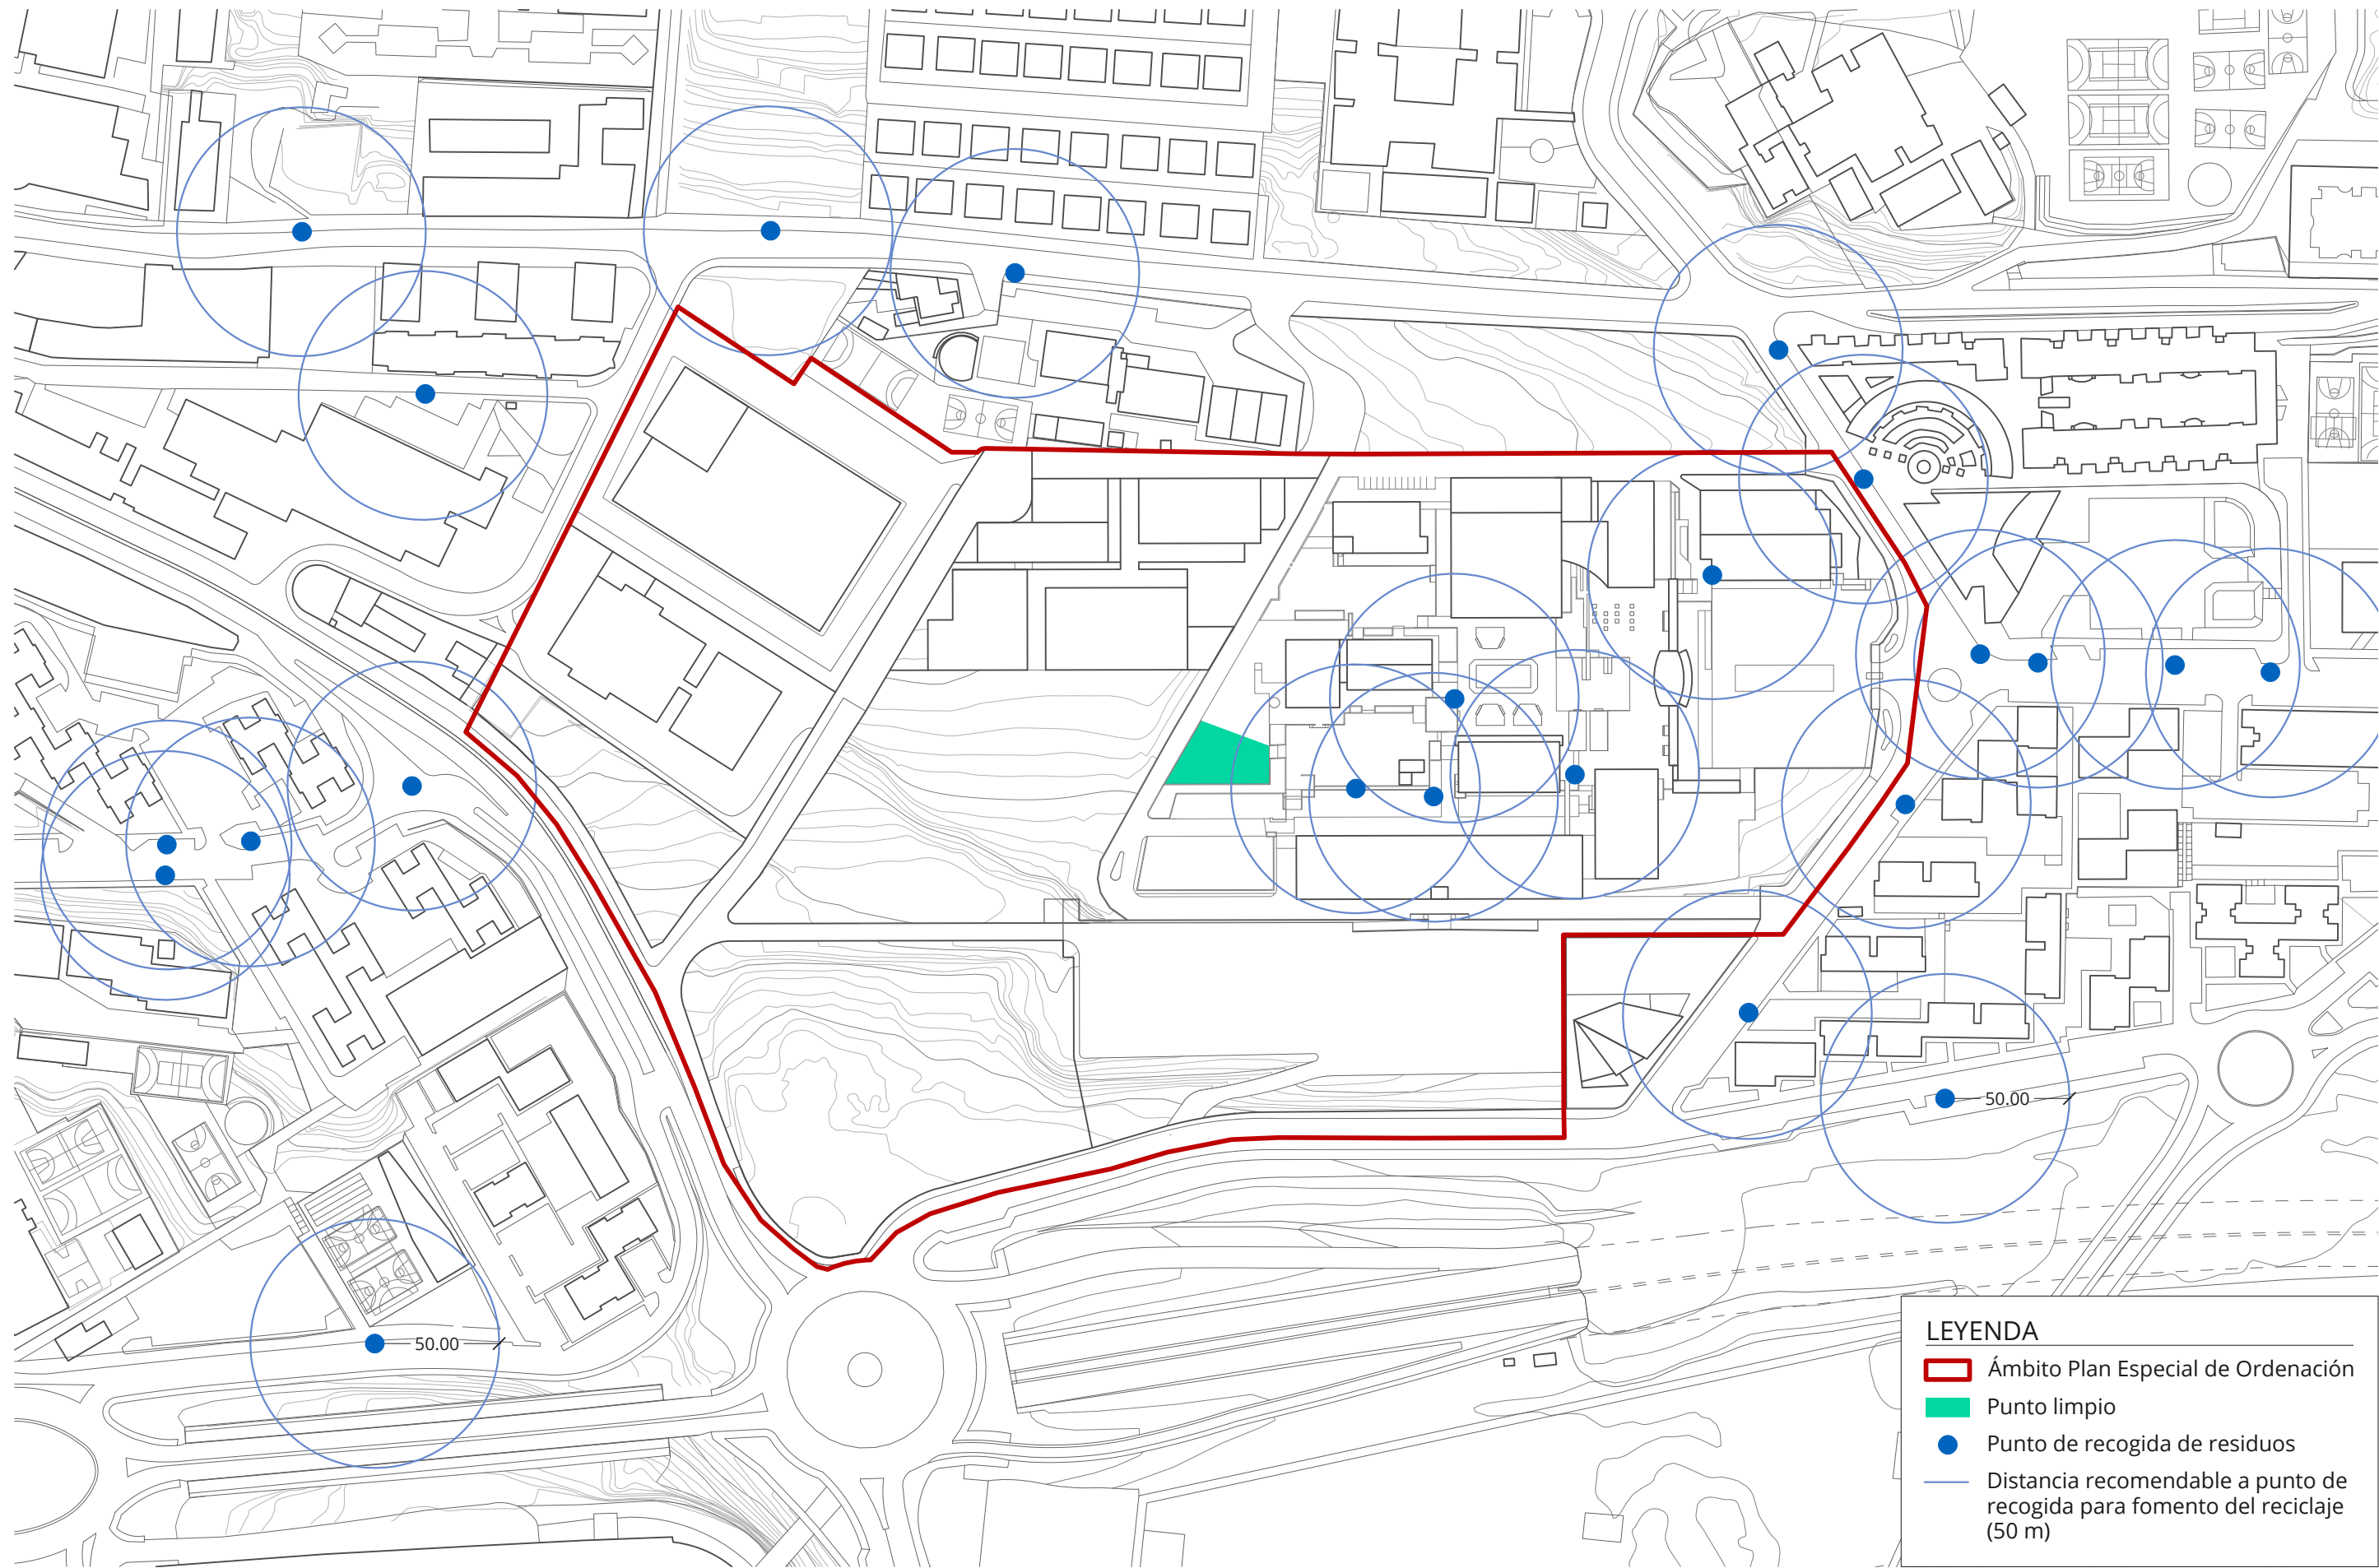 50.00
50.00
LEYENDA
Ámbito Plan Especial de Ordenación
Punto limpio
Punto de recogida de residuos
Distancia recomendable a punto de
recogida para fomento del reciclaje
(50 m)